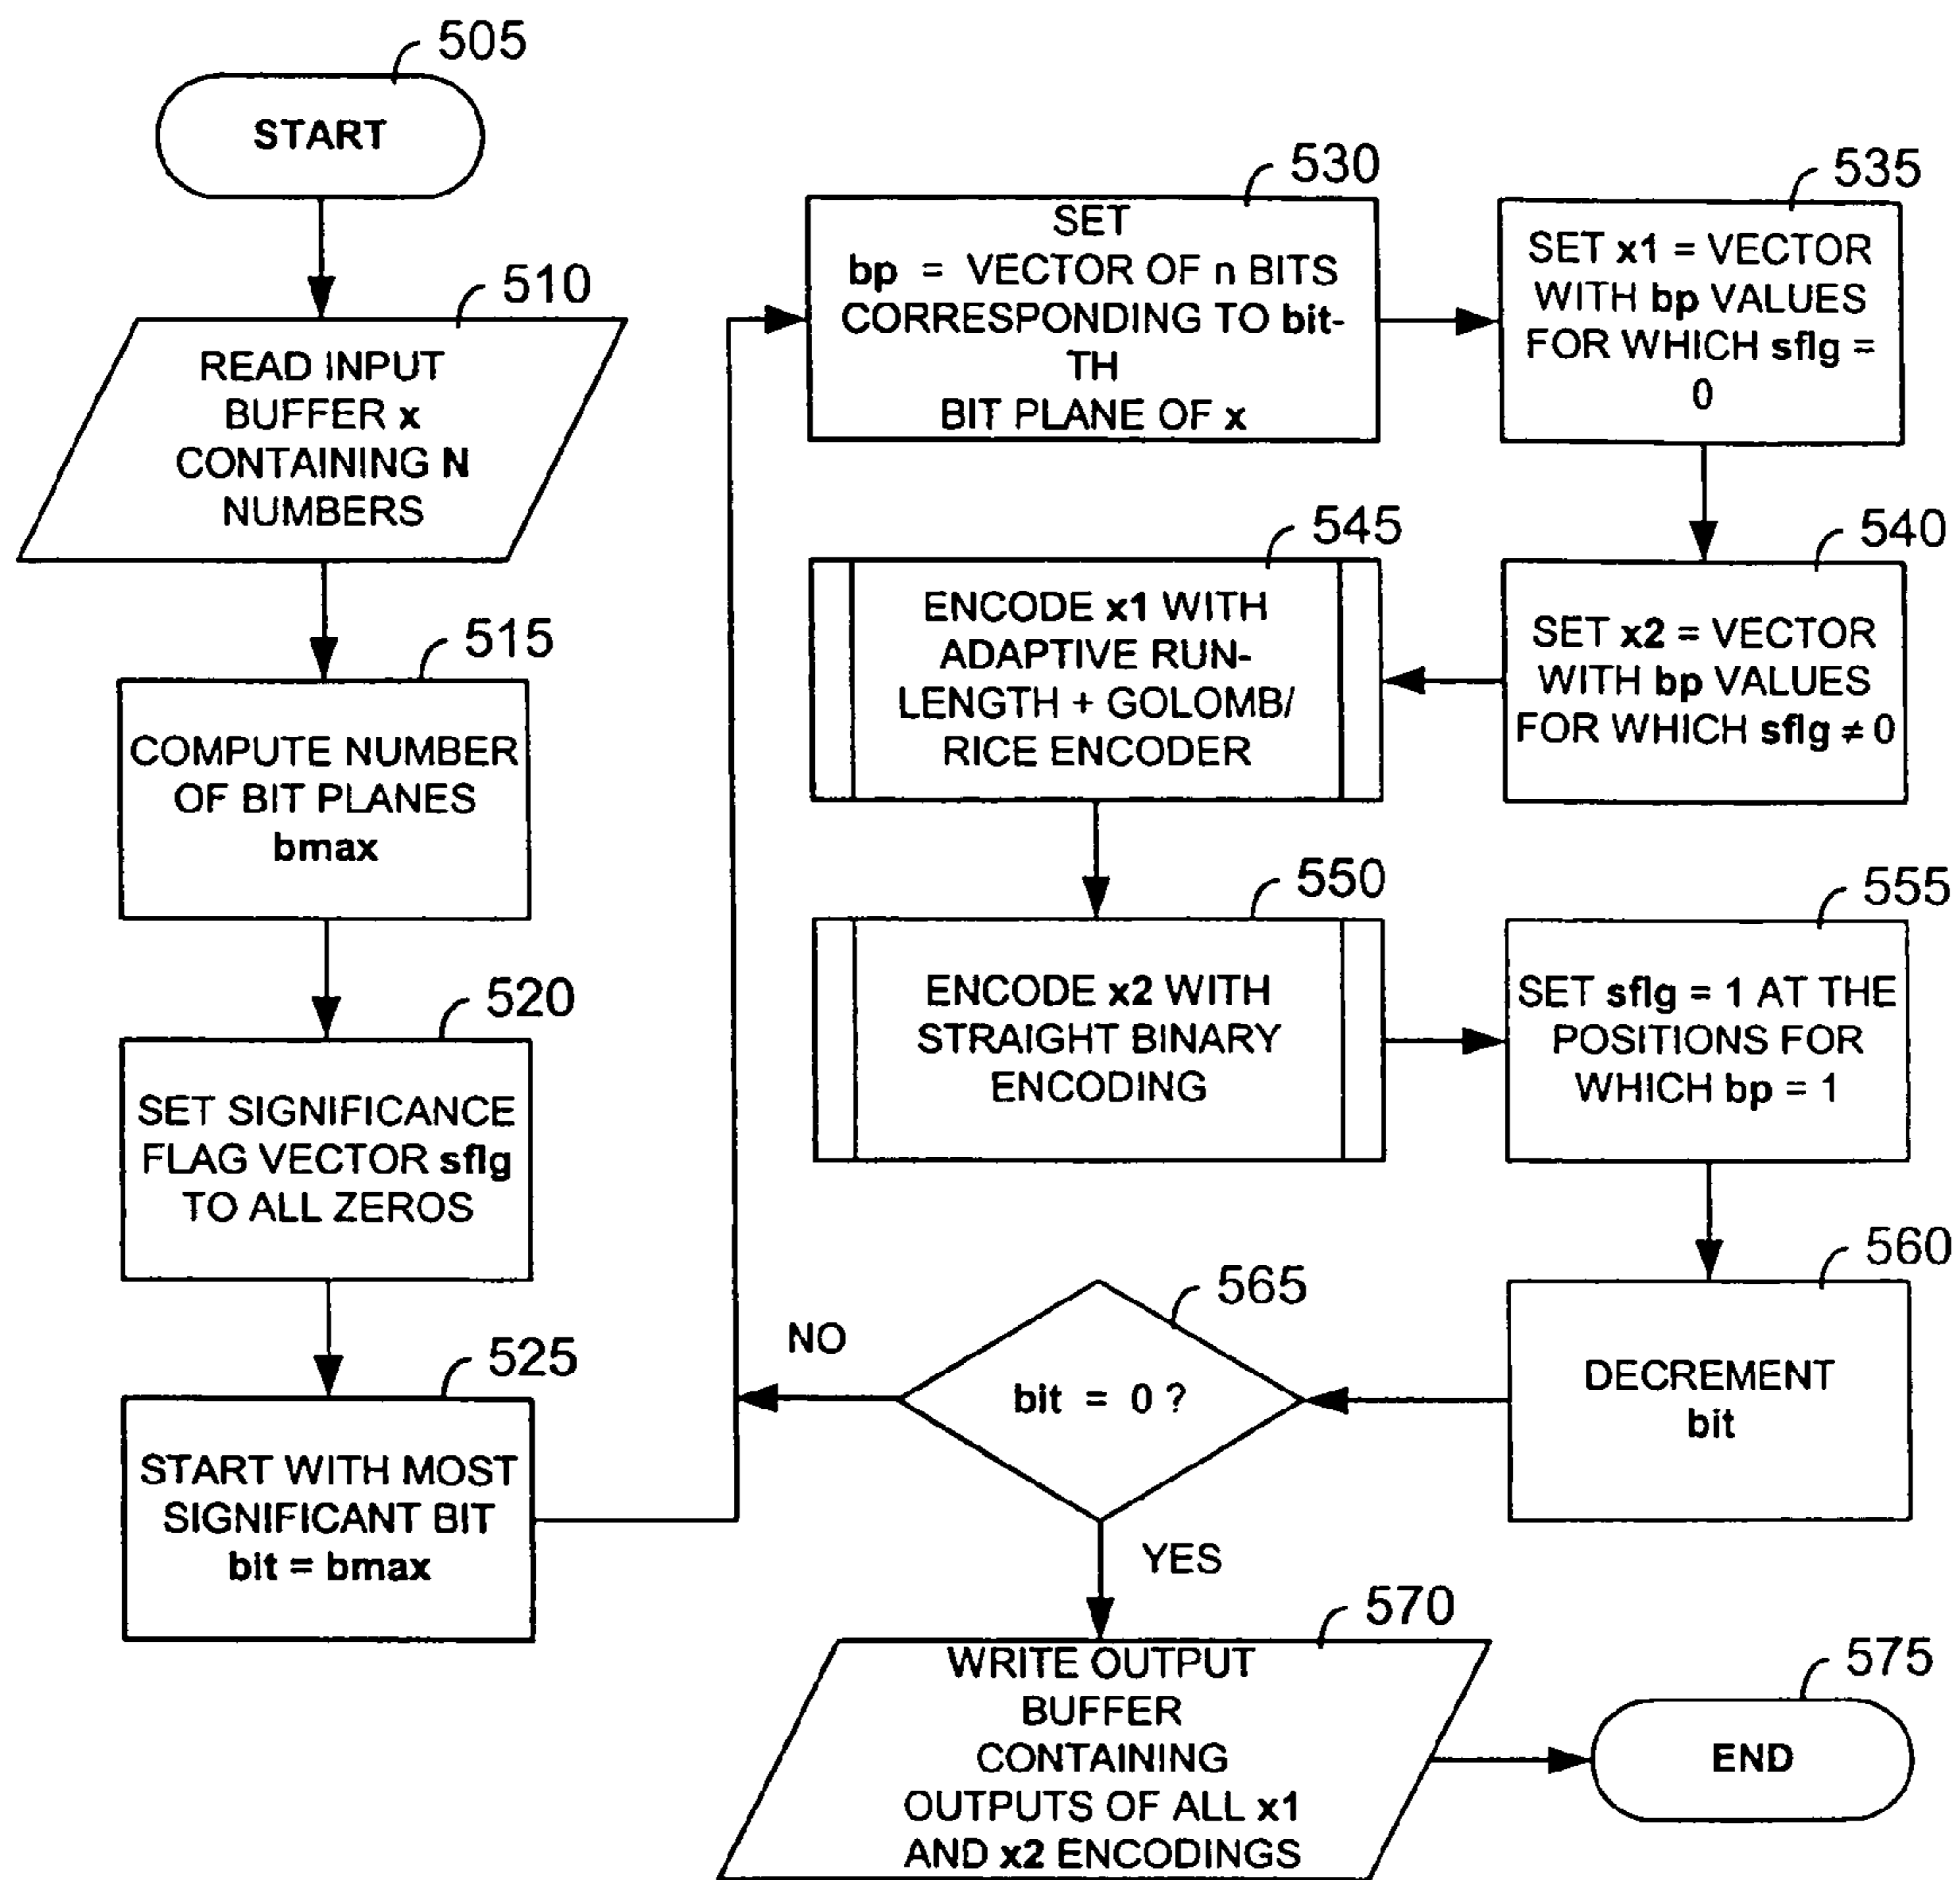 505
START
510
READ INPUT
BUFFER x
CONTAINING N
NUMBERS
515
COMPUTE NUMBER
OF BIT PLANES
bmax
520
SET SIGNIFICANCE
FLAG VECTOR sflg
TO ALL ZEROS
525
START WITH MOST
SIGNIFICANT BIT
bit = bmax
530
SET
bp = VECTOR OF n BITS
CORRESPONDING TO bit-
TH
BIT PLANE OF x
535
SET x1 = VECTOR
WITH bp VALUES
FOR WHICH sflg =
0
540
SET x2 = VECTOR
WITH bp VALUES
FOR WHICH sflg ≠ 0
545
ENCODE x1 WITH
ADAPTIVE RUN-
LENGTH + GOLOMB/
RICE ENCODER
550
ENCODE x2 WITH
STRAIGHT BINARY
ENCODING
555
SET sflg = 1 AT THE
POSITIONS FOR
WHICH bp = 1
560
DECREMENT
bit
565
bit = 0 ?
NO
YES
570
WRITE OUTPUT
BUFFER
CONTAINING
OUTPUTS OF ALL x1
AND x2 ENCODINGS
575
END